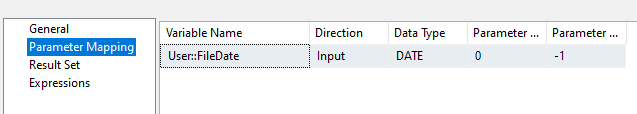 General
Parameter Mapping
Result Set
Expressions
Variable Name Direction Data Type Parameter ... Parameter ...
User::FileDate Input DATE 0 -1